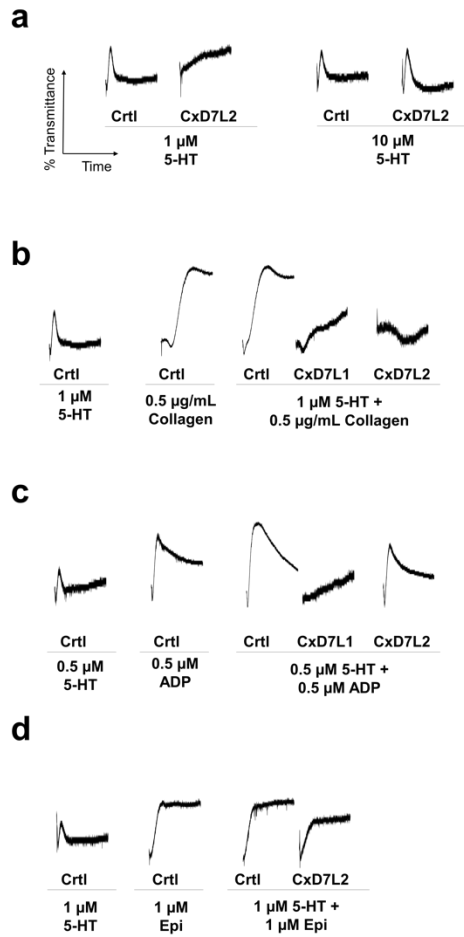 a
% Transmittance
Time
Crtl CxD7L2 Crtl CxD7L2
1 µM 10 µM
5-HT 5-HT
b
Crtl Crtl Crtl CxD7L1 CxD7L2
1 µM 0.5 µg/mL 1 µM 5-HT +
5-HT Collagen 0.5 µg/mL Collagen
c
Crtl Crtl Crtl CxD7L1 CxD7L2
0.5 µM 0.5 µM 0.5 µM 5-HT +
5-HT ADP 0.5 µM ADP
d
Crtl Crtl Crtl CxD7L2
1 µM 1 µM 1 µM 5-HT +
5-HT Epi 1 µM Epi